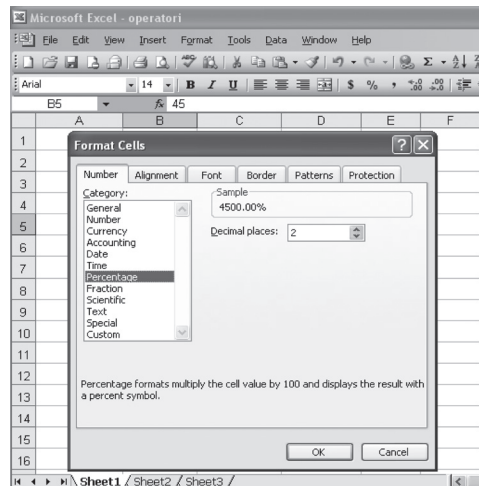 Microsoft Excel - operatori
File Edit View Insert Format Tools Data Window Help
Arial 14 B I U $ % ,
B5 fx 45
A B C D E F
1
Format Cells
2
Number Alignment Font Border Patterns Protection
3
Category: Sample
4
General 4500.00%
Number
5
Currency Decimal places: 2
Accounting
6
Date
Time
7
Percentage
8
Fraction
Scientific
9
Text
Special
10
Custom
11
12
Percentage formats multiply the cell value by 100 and displays the result with
13
a percent symbol.
14
15
OK Cancel
16
Sheet1 Sheet2 Sheet3